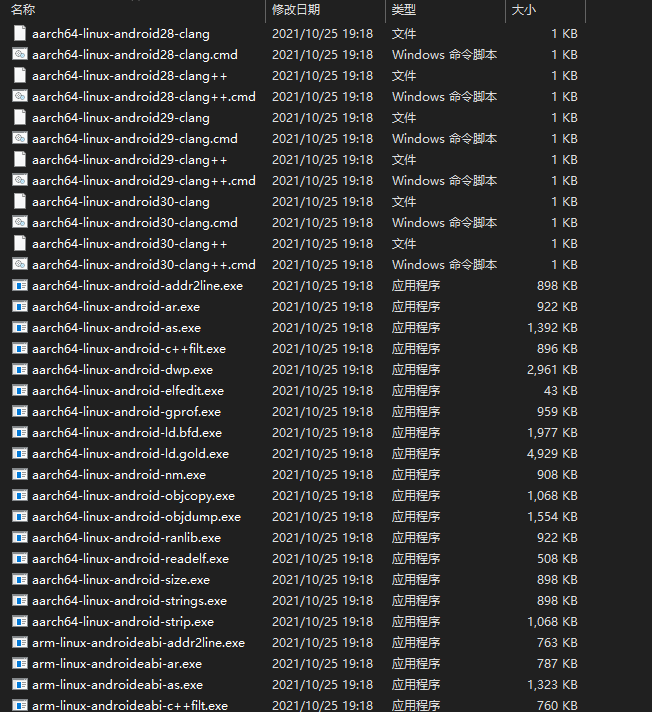 名称 修改日期 类型 大小
aarch64-linux-android28-clang 2021/10/25 19:18 文件 1 KB
aarch64-linux-android28-clang.cmd 2021/10/25 19:18 Windows 命令脚本 1 KB
aarch64-linux-android28-clang++ 2021/10/25 19:18 文件 1 KB
aarch64-linux-android28-clang++.cmd 2021/10/25 19:18 Windows 命令脚本 1 KB
aarch64-linux-android29-clang 2021/10/25 19:18 文件 1 KB
aarch64-linux-android29-clang.cmd 2021/10/25 19:18 Windows 命令脚本 1 KB
aarch64-linux-android29-clang++ 2021/10/25 19:18 文件 1 KB
aarch64-linux-android29-clang++.cmd 2021/10/25 19:18 Windows 命令脚本 1 KB
aarch64-linux-android30-clang 2021/10/25 19:18 文件 1 KB
aarch64-linux-android30-clang.cmd 2021/10/25 19:18 Windows 命令脚本 1 KB
aarch64-linux-android30-clang++ 2021/10/25 19:18 文件 1 KB
aarch64-linux-android30-clang++.cmd 2021/10/25 19:18 Windows 命令脚本 1 KB
aarch64-linux-android-addr2line.exe 2021/10/25 19:18 应用程序 898 KB
aarch64-linux-android-ar.exe 2021/10/25 19:18 应用程序 922 KB
aarch64-linux-android-as.exe 2021/10/25 19:18 应用程序 1,392 KB
aarch64-linux-android-c++filt.exe 2021/10/25 19:18 应用程序 896 KB
aarch64-linux-android-dwp.exe 2021/10/25 19:18 应用程序 2,961 KB
aarch64-linux-android-elfedit.exe 2021/10/25 19:18 应用程序 43 KB
aarch64-linux-android-gprof.exe 2021/10/25 19:18 应用程序 959 KB
aarch64-linux-android-ld.bfd.exe 2021/10/25 19:18 应用程序 1,977 KB
aarch64-linux-android-ld.gold.exe 2021/10/25 19:18 应用程序 4,929 KB
aarch64-linux-android-nm.exe 2021/10/25 19:18 应用程序 908 KB
aarch64-linux-android-objcopy.exe 2021/10/25 19:18 应用程序 1,068 KB
aarch64-linux-android-objdump.exe 2021/10/25 19:18 应用程序 1,554 KB
aarch64-linux-android-ranlib.exe 2021/10/25 19:18 应用程序 922 KB
aarch64-linux-android-readelf.exe 2021/10/25 19:18 应用程序 508 KB
aarch64-linux-android-size.exe 2021/10/25 19:18 应用程序 898 KB
aarch64-linux-android-strings.exe 2021/10/25 19:18 应用程序 898 KB
aarch64-linux-android-strip.exe 2021/10/25 19:18 应用程序 1,068 KB
arm-linux-androideabi-addr2line.exe 2021/10/25 19:18 应用程序 763 KB
arm-linux-androideabi-ar.exe 2021/10/25 19:18 应用程序 787 KB
arm-linux-androideabi-as.exe 2021/10/25 19:18 应用程序 1,323 KB
arm-linux-androideabi-c++filt.exe 2021/10/25 19:18 应用程序 760 KB